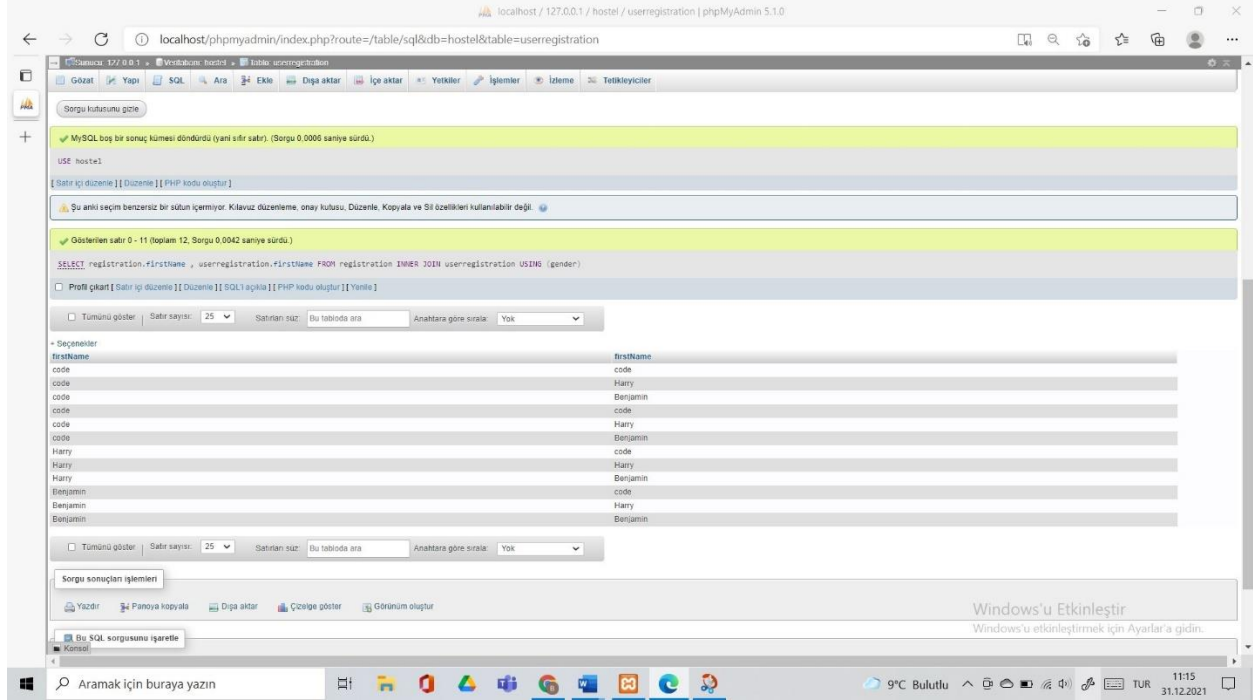 localhost / 127.0.0.1 / hostel / userregistration | phpMyAdmin 5.1.0
localhost/phpmyadmin/index.php?route=/table/sql&db=hostel&table=userregistration
Sunucu: 127.0.0.1 » Veritabanı: hostel » Tablo: userregistration
Gözat Yapı SQL Ara Ekle Dışa aktar İçe aktar Yetkiler İşlemler İzleme Tetikleyiciler
Sorgu kutusunu gizle
MySQL boş bir sonuç kümesi döndürdü (yani sıfır satır). (Sorgu 0,0006 saniye sürdü.)
USE hostel
[ Satır içi düzenle ] [ Düzenle ] [ PHP kodu oluştur ]
Şu anki seçim benzersiz bir sütun içermiyor. Kılavuz düzenleme, onay kutusu, Düzenle, Kopyala ve Sil özellikleri kullanılabilir değil.
Gösterilen satır 0 - 11 (toplam 12, Sorgu 0,0042 saniye sürdü.)
SELECT registration.firstName , userregistration.firstName FROM registration INNER JOIN userregistration USING (gender)
Profil çıkart [ Satır içi düzenle ] [ Düzenle ] [ SQL'i açıkla ] [ PHP kodu oluştur ] [ Yenile ]
Tümünü göster | Satır sayısı: 25 Satırları süz: Bu tabloda ara Anahtara göre sırala: Yok
+ Seçenekler
firstName firstName
code code
code Harry
code Benjamin
code code
code Harry
code Benjamin
Harry code
Harry Harry
Harry Benjamin
Benjamin code
Benjamin Harry
Benjamin Benjamin
Tümünü göster | Satır sayısı: 25 Satırları süz: Bu tabloda ara Anahtara göre sırala: Yok
Sorgu sonuçları işlemleri
Yazdır Panoya kopyala Dışa aktar Çizelge göster Görünüm oluştur
Windows'u Etkinleştir
Windows'u etkinleştirmek için Ayarlar'a gidin.
Bu SQL sorgusunu işaretle
Konsol
Aramak için buraya yazın
9°C Bulutlu
TUR
11:15
31.12.2021